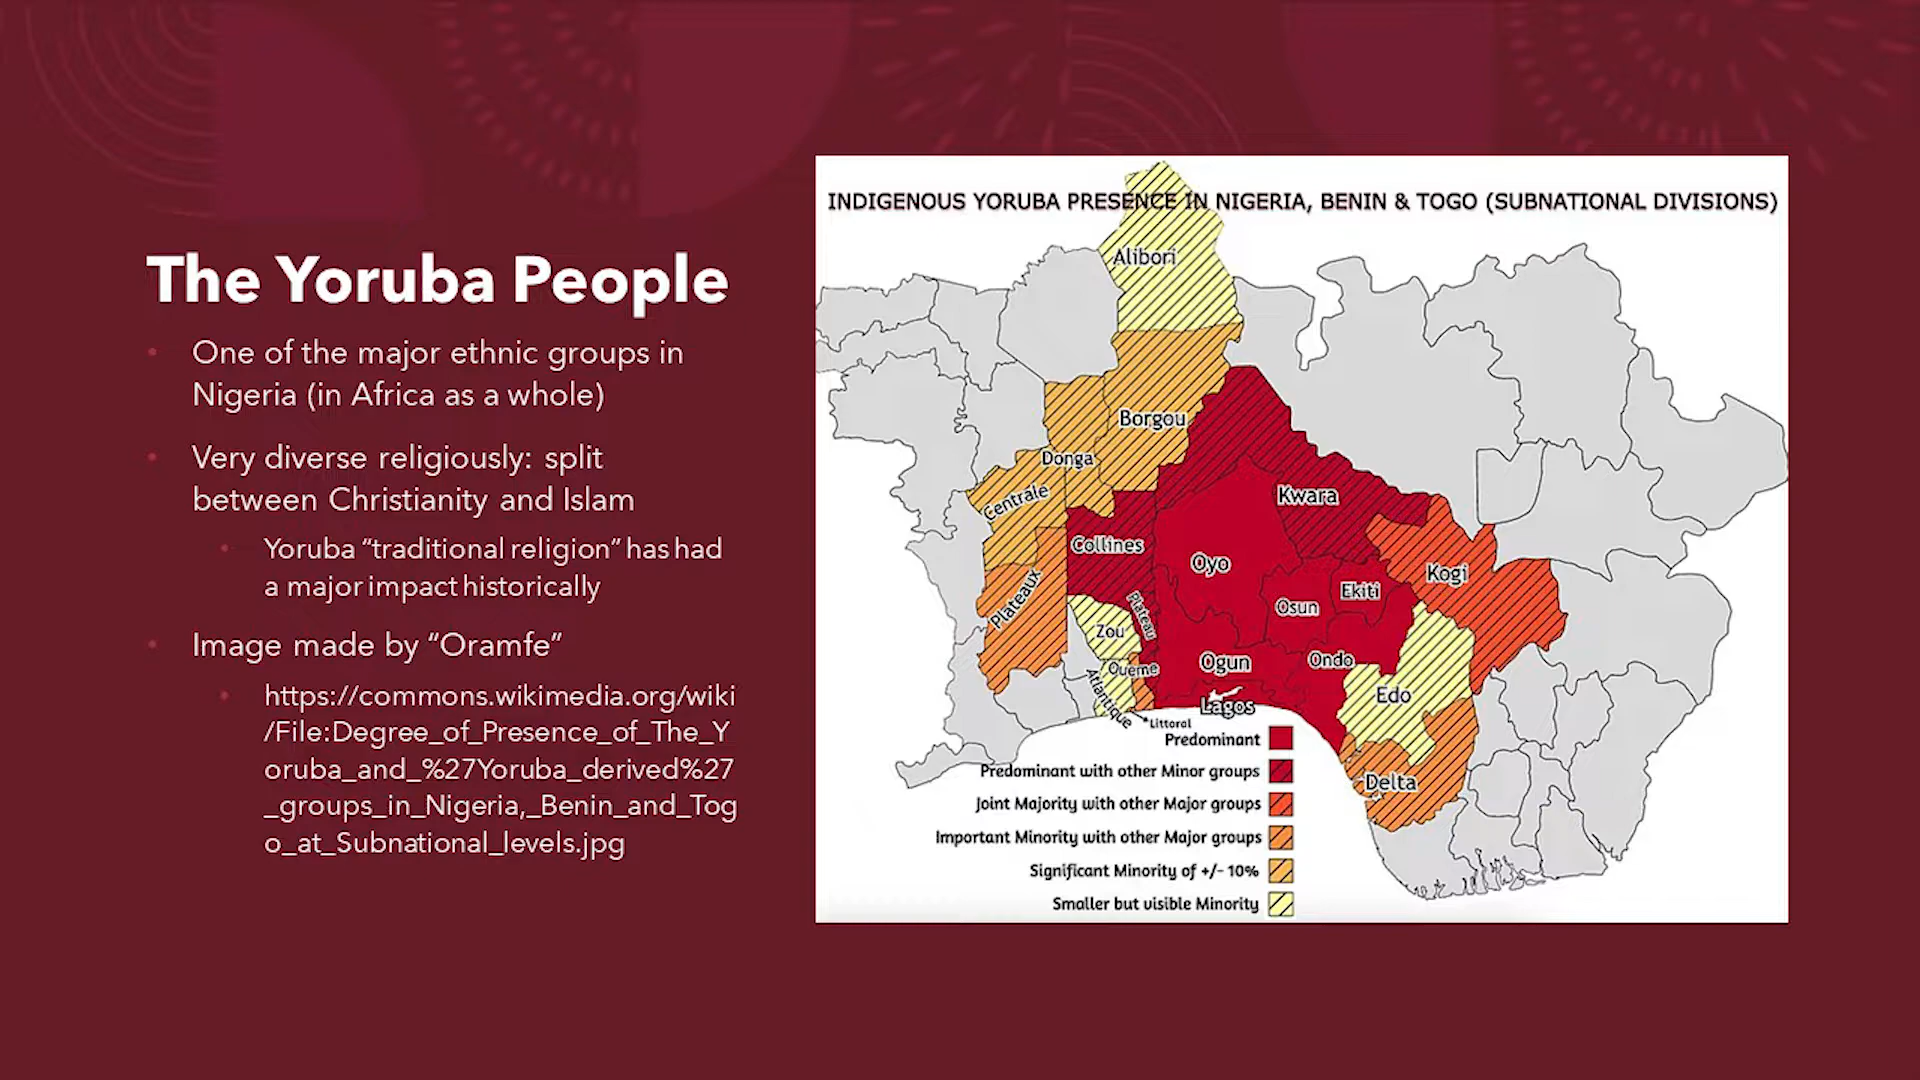 The Yoruba People
• One of the major ethnic groups in
Nigeria (in Africa as a whole)
• Very diverse religiously: split
between Christianity and Islam
• Yoruba “traditional religion” has had
a major impact historically
• Image made by “Oramfe”
• https://commons.wikimedia.org/wiki
/File:Degree_of_Presence_of_The_Y
oruba_and_%27Yoruba_derived%27
_groups_in_Nigeria,_Benin_and_Tog
o_at_Subnational_levels.jpg
INDIGENOUS YORUBA PRESENCE IN NIGERIA, BENIN & TOGO (SUBNATIONAL DIVISIONS)
Alibori
Borgou
Donga
Centrale
Kwara
Collines
Oyo
Kogi
Plateaux
Plateau
Osun
Ekiti
Zou
Oueme
Ogun
Ondo
Atlantique
Edo
Lagos
*Littoral
Delta
Predominant
Predominant with other Minor groups
Joint Majority with other Major groups
Important Minority with other Major groups
Significant Minority of +/- 10%
Smaller but visible Minority